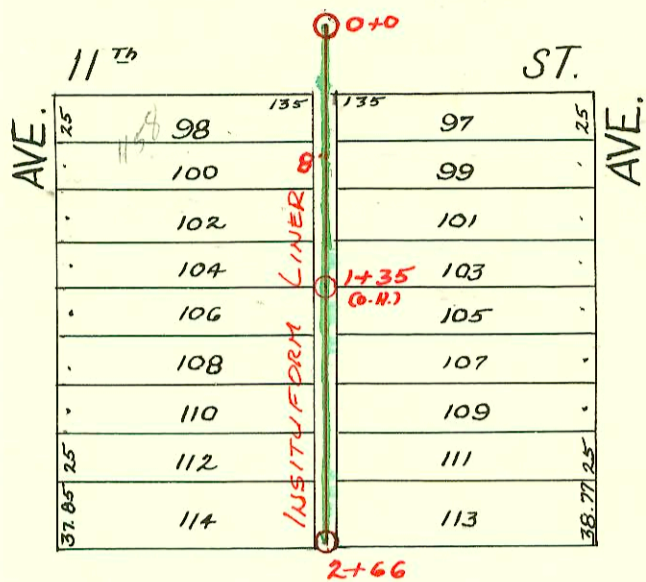 0+0
11 Th ST.
AVE. AVE.
25 98 135 135 97 25
100 8" 99
102 101
104 1+35 103
(O.H.)
106 105
108 107
110 109
25 112 111 25
37.85 114 113 38.77
INSITUFORM LINER
2+66